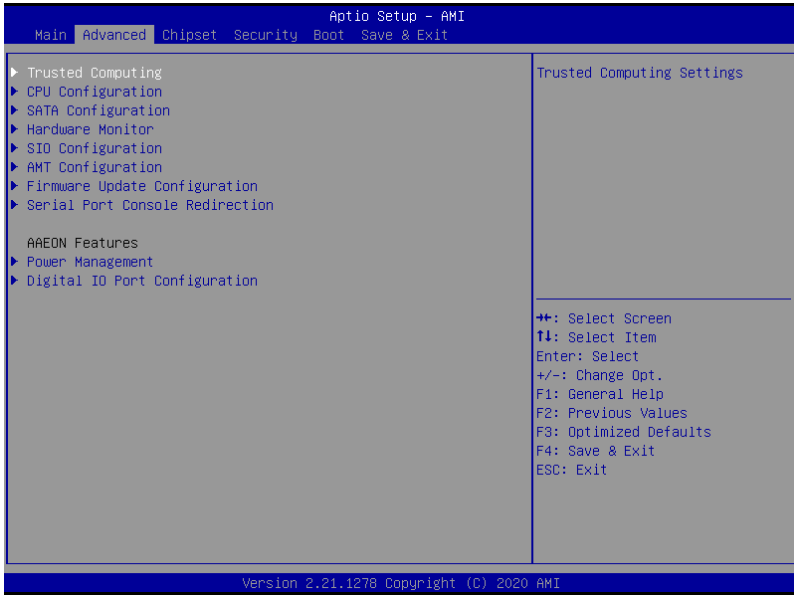 Aptio Setup – AMI
Main Advanced Chipset Security Boot Save & Exit
Trusted Computing
CPU Configuration
SATA Configuration
Hardware Monitor
SIO Configuration
AMT Configuration
Firmware Update Configuration
Serial Port Console Redirection
AAEON Features
Power Management
Digital IO Port Configuration
Trusted Computing Settings
→←: Select Screen
↑↓: Select Item
Enter: Select
+/-: Change Opt.
F1: General Help
F2: Previous Values
F3: Optimized Defaults
F4: Save & Exit
ESC: Exit
Version 2.21.1278 Copyright (C) 2020 AMI